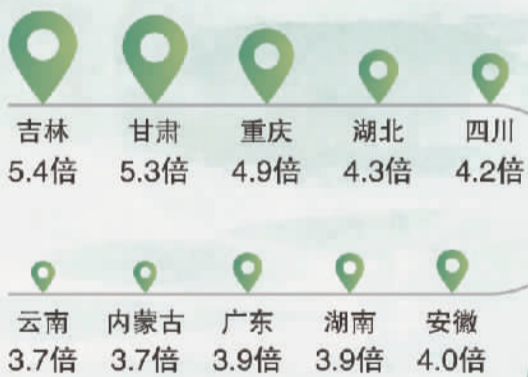 吉林 甘肃 重庆 湖北 四川
5.4倍 5.3倍 4.9倍 4.3倍 4.2倍
云南 内蒙古 广东 湖南 安徽
3.7倍 3.7倍 3.9倍 3.9倍 4.0倍